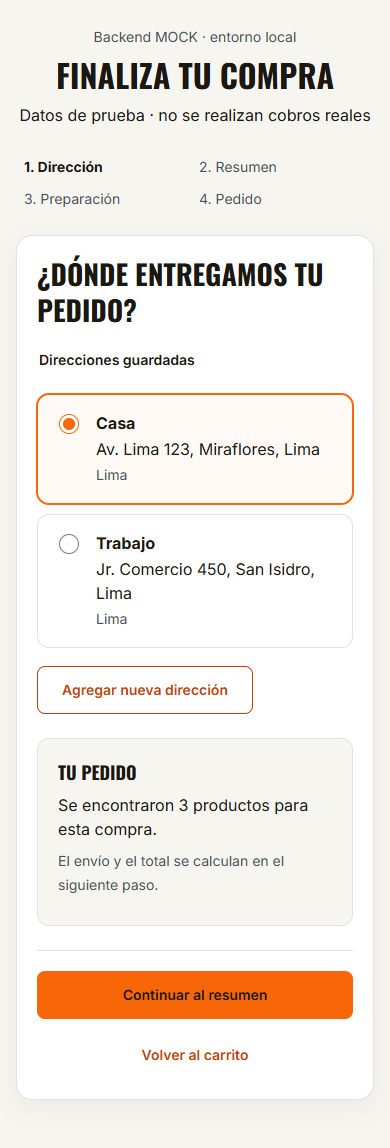 Backend MOCK · entorno local
FINALIZA TU COMPRA
Datos de prueba · no se realizan cobros reales
1. Dirección
2. Resumen
3. Preparación
4. Pedido
¿DÓNDE ENTREGAMOS TU
PEDIDO?
Direcciones guardadas
Casa
Av. Lima 123, Miraflores, Lima
Lima
Trabajo
Jr. Comercio 450, San Isidro,
Lima
Lima
Agregar nueva dirección
TU PEDIDO
Se encontraron 3 productos para
esta compra.
El envío y el total se calculan en el
siguiente paso.
Continuar al resumen
Volver al carrito